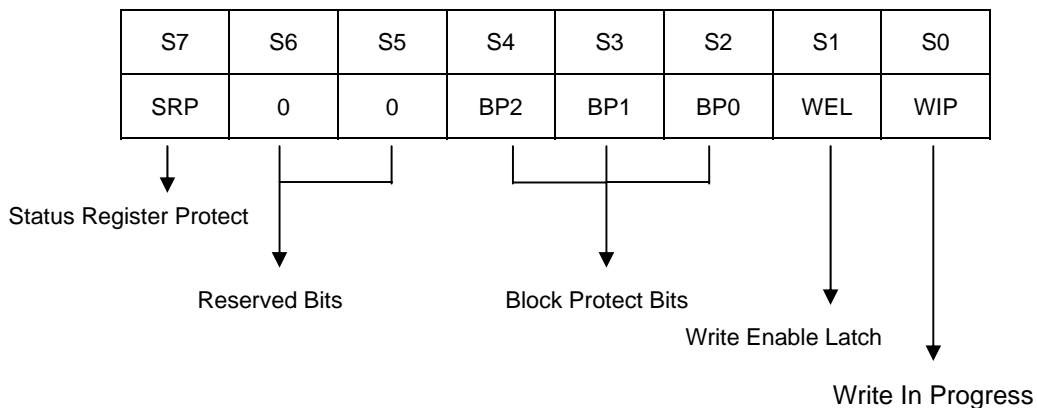 S7 S6 S5 S4 S3 S2 S1 S0
SRP 0 0 BP2 BP1 BP0 WEL WIP
Status Register Protect
Reserved Bits
Block Protect Bits
Write Enable Latch
Write In Progress